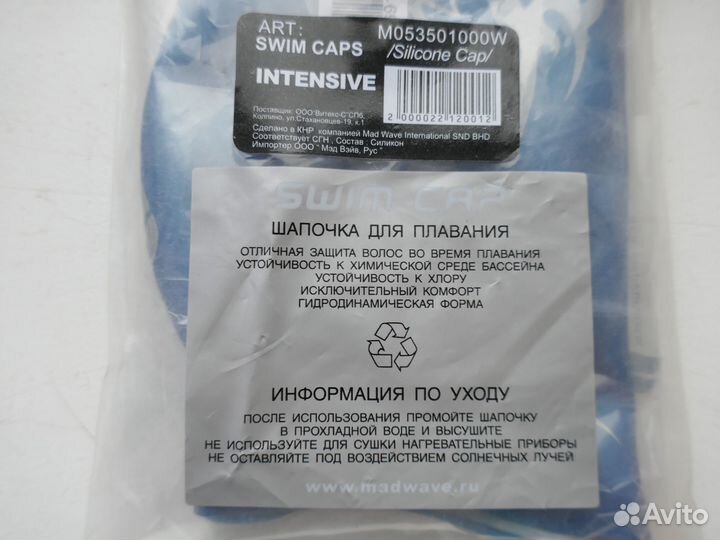 ART: M053501000W
SWIM CAPS /Silicone Cap/
INTENSIVE
2 000022 120012
Поставщик: ООО"Витекс-С"СПб,
Колпино, ул.Стахановцев-19, к.1
Сделано в КНР компанией Mad Wave International SND BHD
Соответствует СГН , Состав : Силикон
Импортер ООО " Мэд Вэйв, Рус "
SWIM CAP
ШАПОЧКА ДЛЯ ПЛАВАНИЯ
ОТЛИЧНАЯ ЗАЩИТА ВОЛОС ВО ВРЕМЯ ПЛАВАНИЯ
УСТОЙЧИВОСТЬ К ХИМИЧЕСКОЙ СРЕДЕ БАССЕЙНА
УСТОЙЧИВОСТЬ К ХЛОРУ
ИСКЛЮЧИТЕЛЬНЫЙ КОМФОРТ
ГИДРОДИНАМИЧЕСКАЯ ФОРМА
ИНФОРМАЦИЯ ПО УХОДУ
ПОСЛЕ ИСПОЛЬЗОВАНИЯ ПРОМОЙТЕ ШАПОЧКУ
В ПРОХЛАДНОЙ ВОДЕ И ВЫСУШИТЕ
НЕ ИСПОЛЬЗУЙТЕ ДЛЯ СУШКИ НАГРЕВАТЕЛЬНЫЕ ПРИБОРЫ
НЕ ОСТАВЛЯЙТЕ ПОД ВОЗДЕЙСТВИЕМ СОЛНЕЧНЫХ ЛУЧЕЙ
www.madwave.ru
Avito